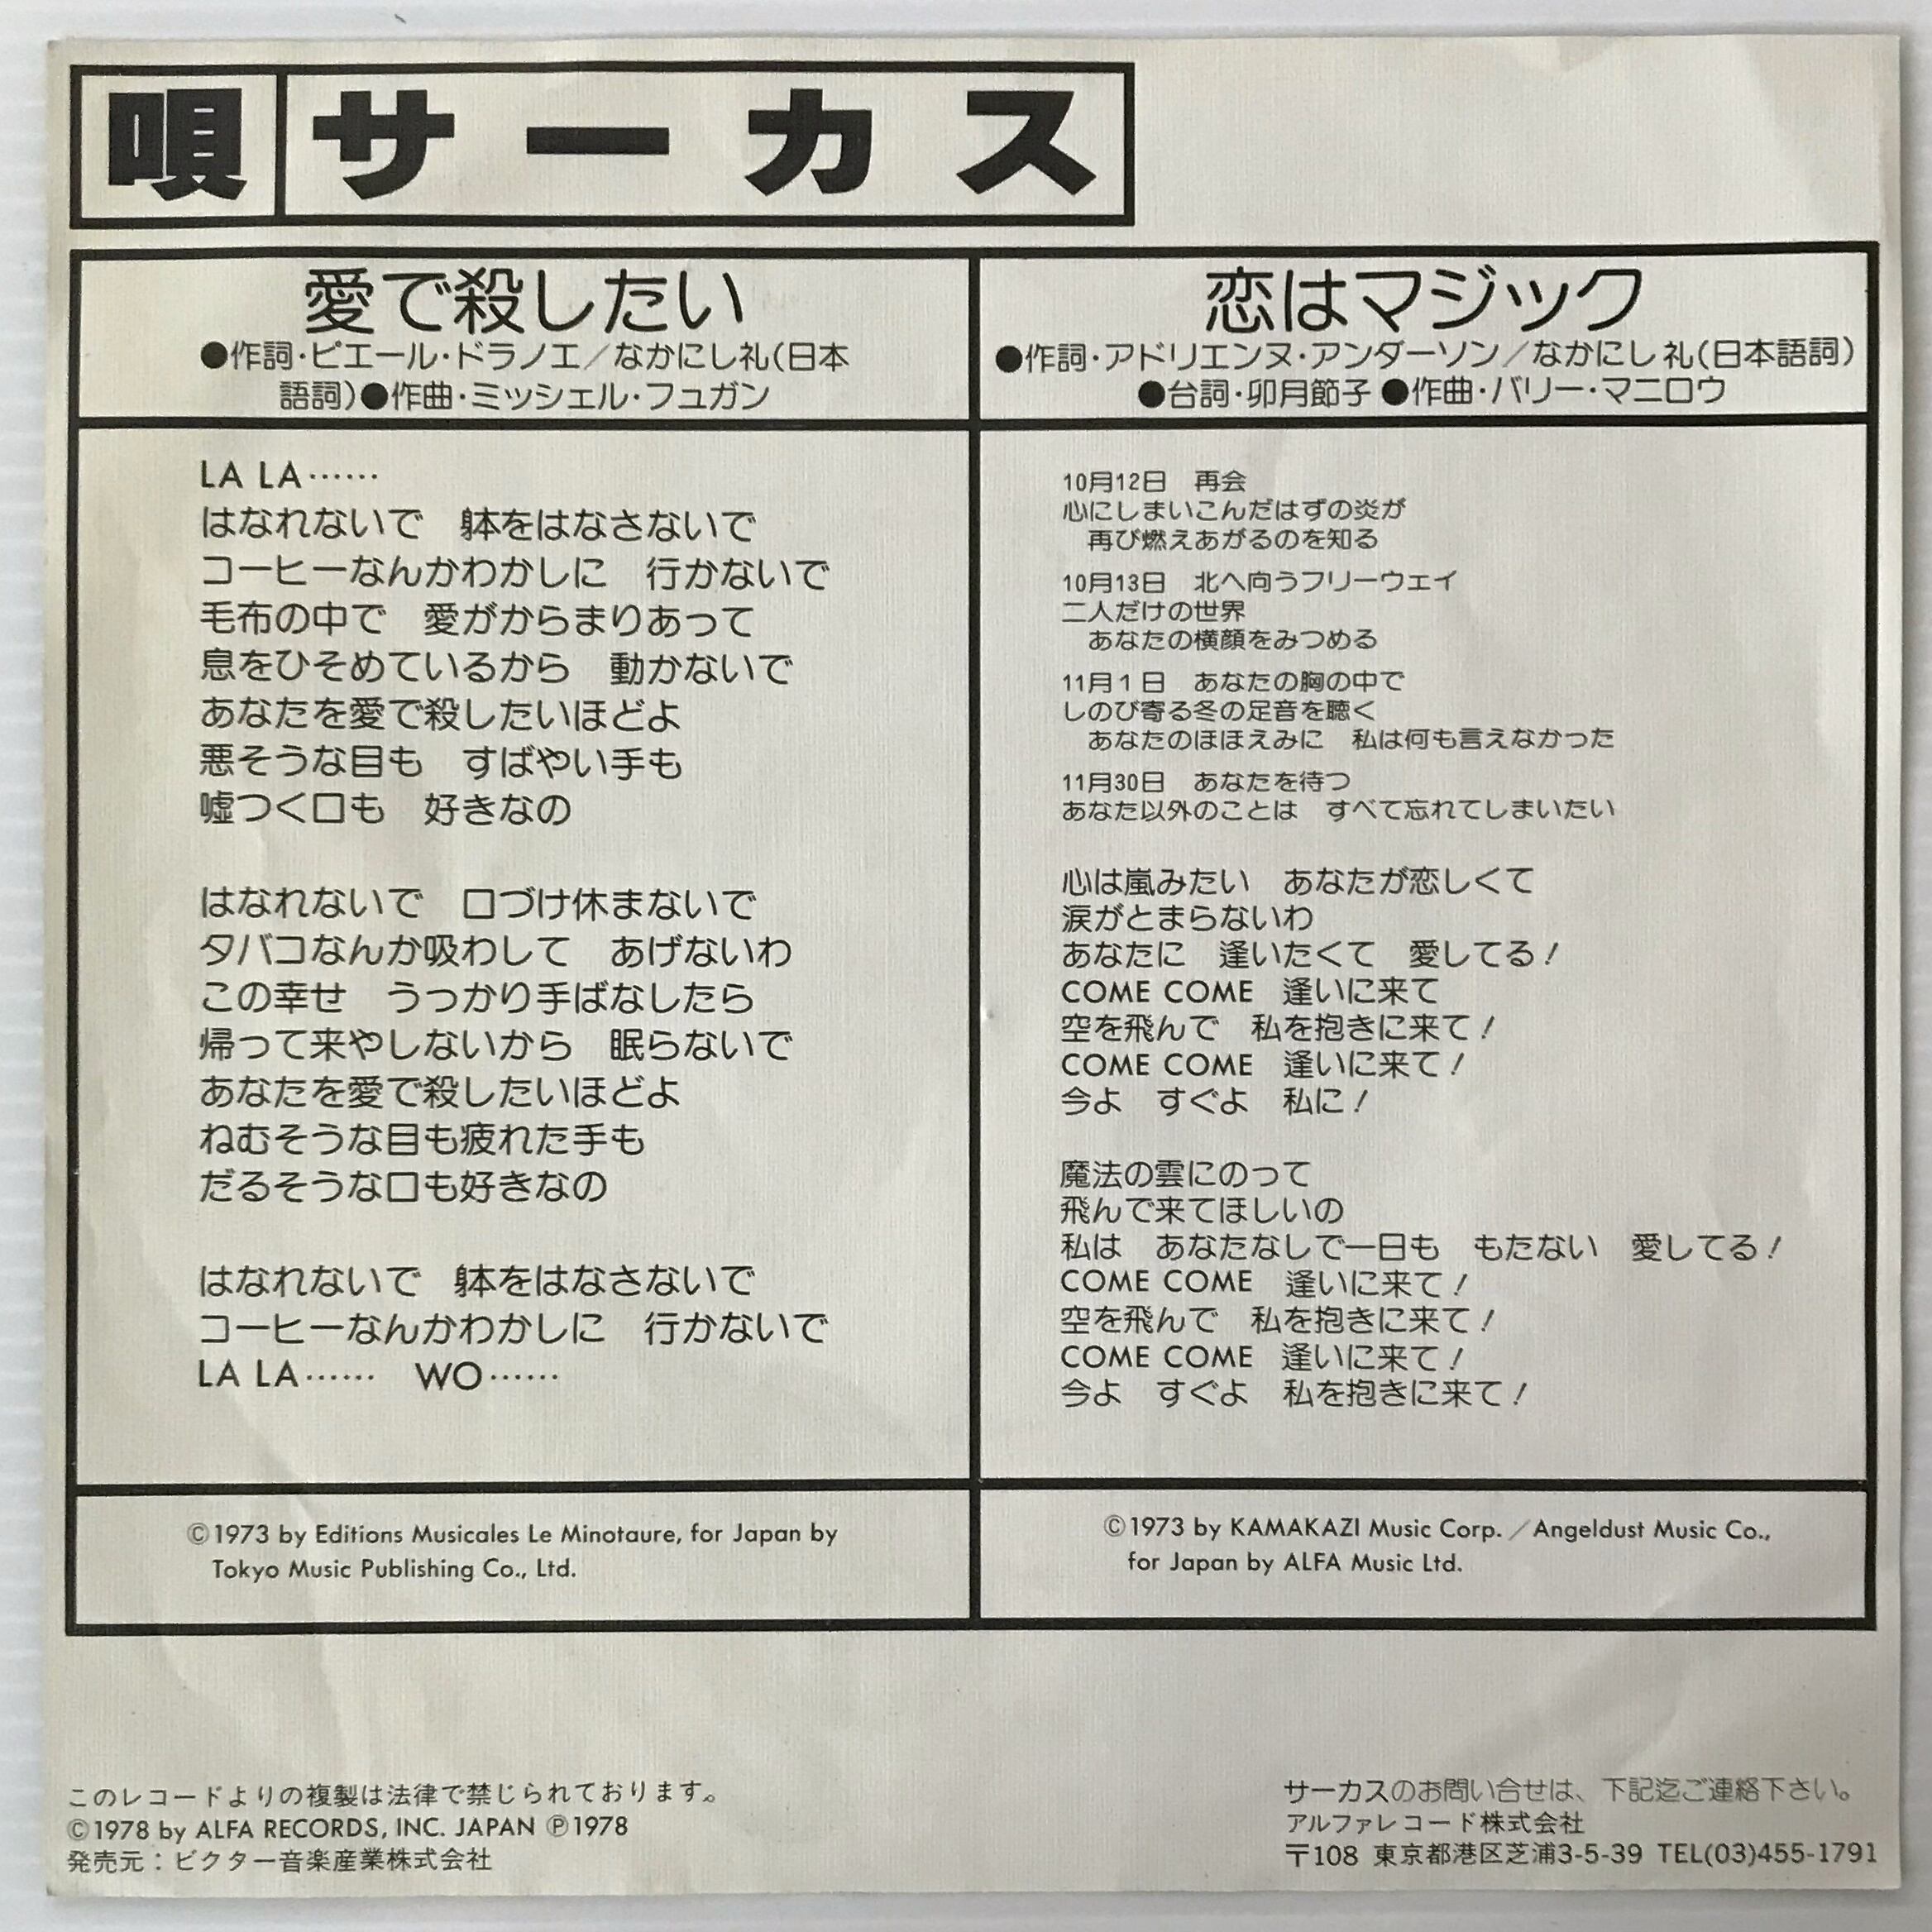 唄 サーカス
愛で殺したい
●作詞・ピエール・ドラノエ／なかにし礼(日本
語詞)●作曲・ミッシェル・フュガン
LA LA……
はなれないで　躰をはなさないで
コーヒーなんかわかしに　行かないで
毛布の中で　愛がからまりあって
息をひそめているから　動かないで
あなたを愛で殺したいほどよ
悪そうな目も　すばやい手も
嘘つく口も　好きなの
はなれないで　口づけ休まないで
タバコなんか吸わして　あげないわ
この幸せ　うっかり手ばなしたら
帰って来やしないから　眠らないで
あなたを愛で殺したいほどよ
ねむそうな目も疲れた手も
だるそうな口も好きなの
はなれないで　躰をはなさないで
コーヒーなんかわかしに　行かないで
LA LA……　WO……
©1973 by Editions Musicales Le Minotaure, for Japan by
Tokyo Music Publishing Co., Ltd.
恋はマジック
●作詞・アドリエンヌ・アンダーソン／なかにし礼(日本語詞)
●台詞・卯月節子 ●作曲・バリー・マニロウ
10月12日　再会
心にしまいこんだはずの炎が
再び燃えあがるのを知る
10月13日　北へ向うフリーウェイ
二人だけの世界
あなたの横顔をみつめる
11月1日　あなたの胸の中で
しのび寄る冬の足音を聴く
あなたのほほえみに　私は何も言えなかった
11月30日　あなたを待つ
あなた以外のことは　すべて忘れてしまいたい
心は嵐みたい　あなたが恋しくて
涙がとまらないわ
あなたに　逢いたくて　愛してる！
COME COME　逢いに来て
空を飛んで　私を抱きに来て！
COME COME　逢いに来て！
今よ　すぐよ　私に！
魔法の雲にのって
飛んで来てほしいの
私は　あなたなしで一日も　もたない　愛してる！
COME COME　逢いに来て！
空を飛んで　私を抱きに来て！
COME COME　逢いに来て！
今よ　すぐよ　私を抱きに来て！
©1973 by KAMAKAZI Music Corp.／Angeldust Music Co.,
for Japan by ALFA Music Ltd.
このレコードよりの複製は法律で禁じられております。
©1978 by ALFA RECORDS, INC. JAPAN ℗1978
発売元：ビクター音楽産業株式会社
サーカスのお問い合せは、下記迄ご連絡下さい。
アルファレコード株式会社
〒108 東京都港区芝浦3-5-39 TEL(03)455-1791